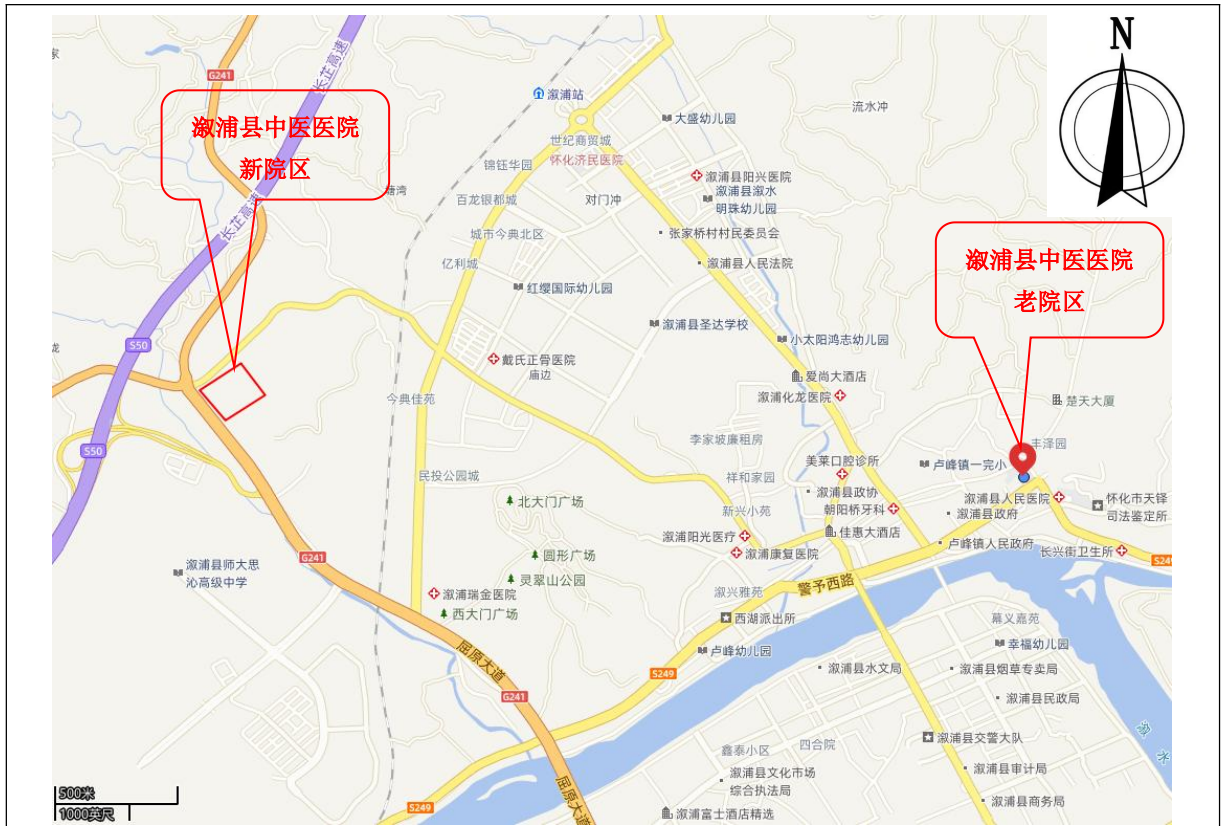 N
家
G241
长芷高速
溆浦站
大盛幼儿园
流水冲
溆浦县中医医院
新院区
世纪商贸城
怀化济民医院
锦钰华园
溆浦县阳兴医院
溆浦县溆水
明珠幼儿园
塘湾
百龙银都城
对门冲
长芷高速
城市今典北区
张家桥村村民委员会
亿利城
溆浦县人民法院
溆浦县中医医院
老院区
红缨国际幼儿园
溆浦县圣达学校
小太阳鸿志幼儿园
S50
戴氏正骨医院
庙边
爱尚大酒店
溆浦化龙医院
今典佳苑
楚天大厦
李家坡廉租房
丰泽园
S50
美莱口腔诊所
卢峰镇一完小
民投公园城
祥和家园
溆浦县政协
溆浦县人民医院
怀化市天铎
司法鉴定所
北大门广场
新兴小苑
朝阳桥牙科
溆浦县政府
溆浦阳光医疗
佳惠大酒店
卢峰镇人民政府
长兴街卫生所
圆形广场
溆浦康复医院
G241
S249
溆浦县师大思
沁高级中学
灵翠山公园
溆浦瑞金医院
溆兴雅苑
警予西路
西大门广场
西湖派出所
幕义嘉苑
屈原大道
卢峰幼儿园
幸福幼儿园
S249
溆浦县水文局
溆浦县烟草专卖局
G241
溆浦县民政局
溆浦县交警大队
鑫泰小区
四合院
溆浦县文化市场
综合执法局
溆浦县审计局
屈原大道
500米
1000英尺
S249
溆浦富士酒店精选
溆浦县商务局